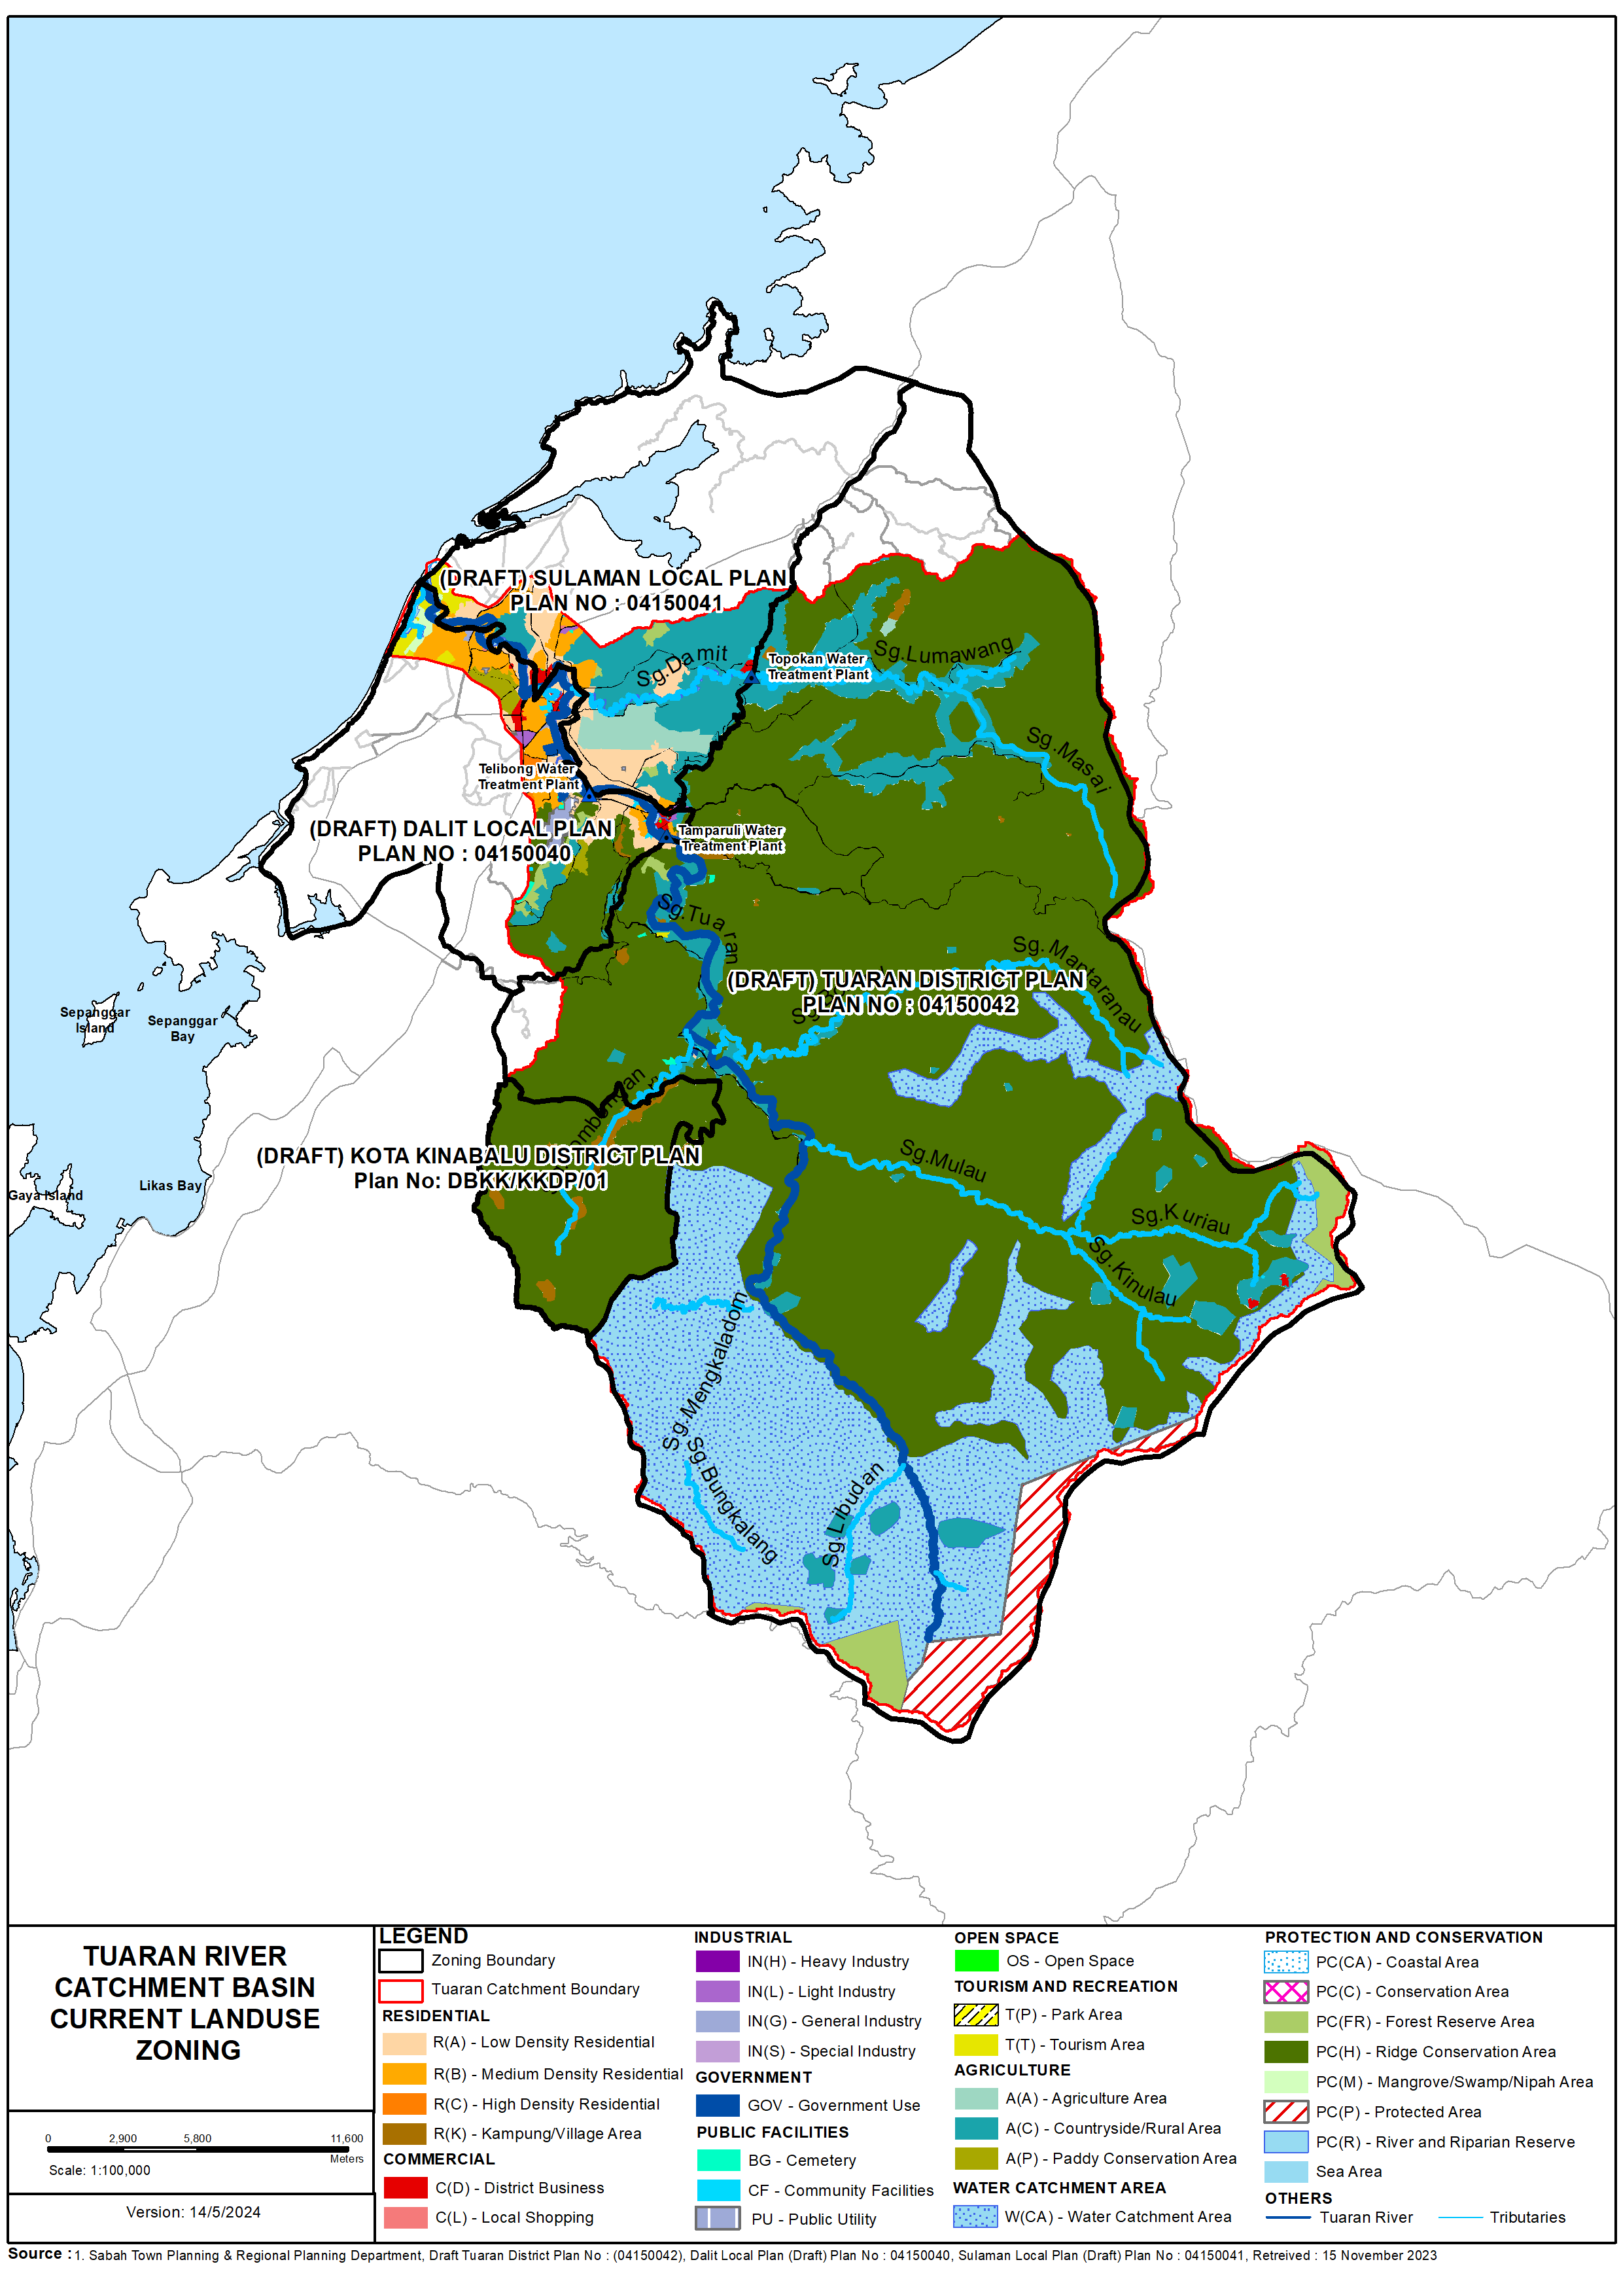 (DRAFT) SULAMAN LOCAL PLAN
PLAN NO : 04150041
Sg.Damit
Topokan Water
Treatment Plant
Sg.Lumawang
Sg.Masai
Telibong Water
Treatment Plant
(DRAFT) DALIT LOCAL PLAN
PLAN NO : 04150040
Tamparuli Water
Treatment Plant
Sg.Tuaran
Sg.Mantaranau
(DRAFT) TUARAN DISTRICT PLAN
PLAN NO : 04150042
Sepanggar
Island
Sepanggar
Bay
(DRAFT) KOTA KINABALU DISTRICT PLAN
Plan No: DBKK/KKDP/01
Gaya Island
Likas Bay
Sg.Mulau
Sg.Kuriau
Sg.Kinulau
Sg.Mengkaladom
Sg.Bungkalang
Sg.Libudan
TUARAN RIVER
CATCHMENT BASIN
CURRENT LANDUSE
ZONING
0 2,900 5,800 11,600
Meters
Scale: 1:100,000
Version: 14/5/2024
LEGEND
Zoning Boundary
Tuaran Catchment Boundary
RESIDENTIAL
R(A) - Low Density Residential
R(B) - Medium Density Residential
R(C) - High Density Residential
R(K) - Kampung/Village Area
COMMERCIAL
C(D) - District Business
C(L) - Local Shopping
INDUSTRIAL
IN(H) - Heavy Industry
IN(L) - Light Industry
IN(G) - General Industry
IN(S) - Special Industry
GOVERNMENT
GOV - Government Use
PUBLIC FACILITIES
BG - Cemetery
CF - Community Facilities
PU - Public Utility
OPEN SPACE
OS - Open Space
TOURISM AND RECREATION
T(P) - Park Area
T(T) - Tourism Area
AGRICULTURE
A(A) - Agriculture Area
A(C) - Countryside/Rural Area
A(P) - Paddy Conservation Area
WATER CATCHMENT AREA
W(CA) - Water Catchment Area
PROTECTION AND CONSERVATION
PC(CA) - Coastal Area
PC(C) - Conservation Area
PC(FR) - Forest Reserve Area
PC(H) - Ridge Conservation Area
PC(M) - Mangrove/Swamp/Nipah Area
PC(P) - Protected Area
PC(R) - River and Riparian Reserve
Sea Area
OTHERS
Tuaran River
Tributaries
Source : 1. Sabah Town Planning & Regional Planning Department, Draft Tuaran District Plan No : (04150042), Dalit Local Plan (Draft) Plan No : 04150040, Sulaman Local Plan (Draft) Plan No : 04150041, Retreived : 15 November 2023